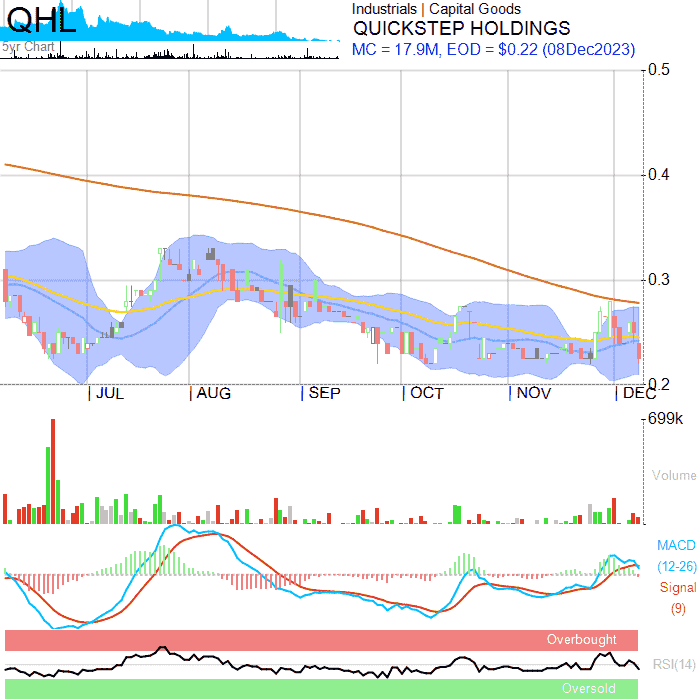 QHL
5yr Chart
Industrials | Capital Goods
QUICKSTEP HOLDINGS
MC = 17.9M, EOD = $0.22 (08Dec2023)
0.5
0.4
0.3
0.2
| JUL | AUG | SEP | OCT | NOV | DEC
699k
Volume
MACD
(12-26)
Signal
(9)
Overbought
RSI(14)
Oversold